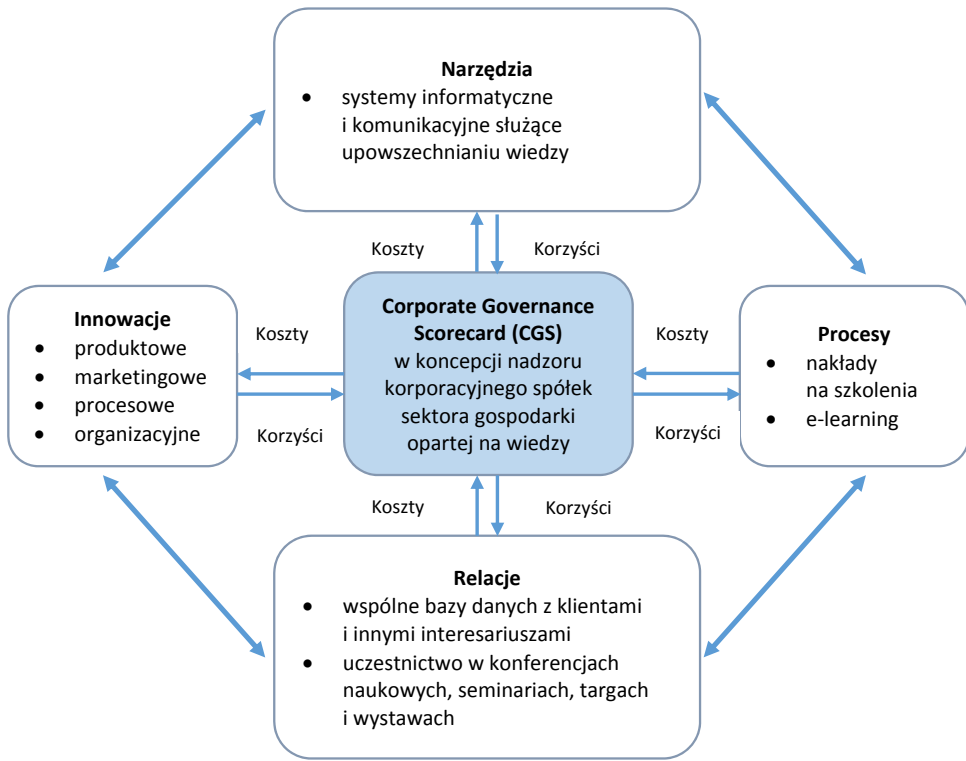 Narzędzia
• systemy informatyczne
i komunikacyjne służące
upowszechnianiu wiedzy
Koszty
Korzyści
Innowacje
• produktowe
• marketingowe
• procesowe
• organizacyjne
Koszty
Korzyści
Corporate Governance
Scorecard (CGS)
w koncepcji nadzoru
korporacyjnego spółek
sektora gospodarki
opartej na wiedzy
Koszty
Korzyści
Procesy
• nakłady
na szkolenia
• e-learning
Koszty
Korzyści
Relacje
• wspólne bazy danych z klientami
i innymi interesariuszami
• uczestnictwo w konferencjach
naukowych, seminariach, targach
i wystawach